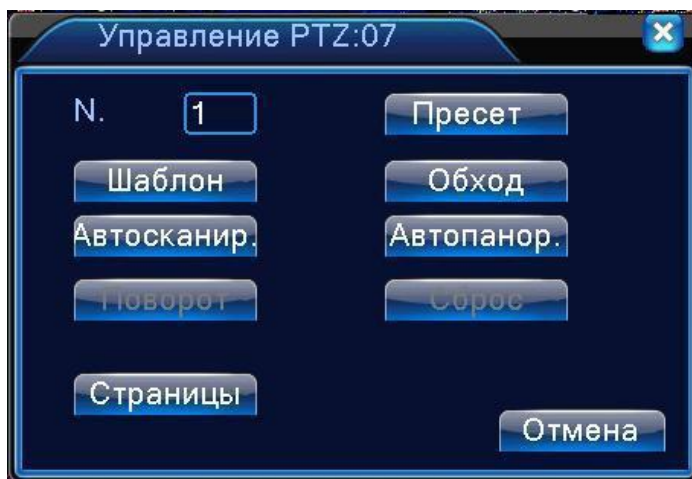 Управление PTZ:07
N. 1 Пресет
Шаблон Обход
Автосканир. Автопанор.
Поворот Сброс
Страницы
Отмена